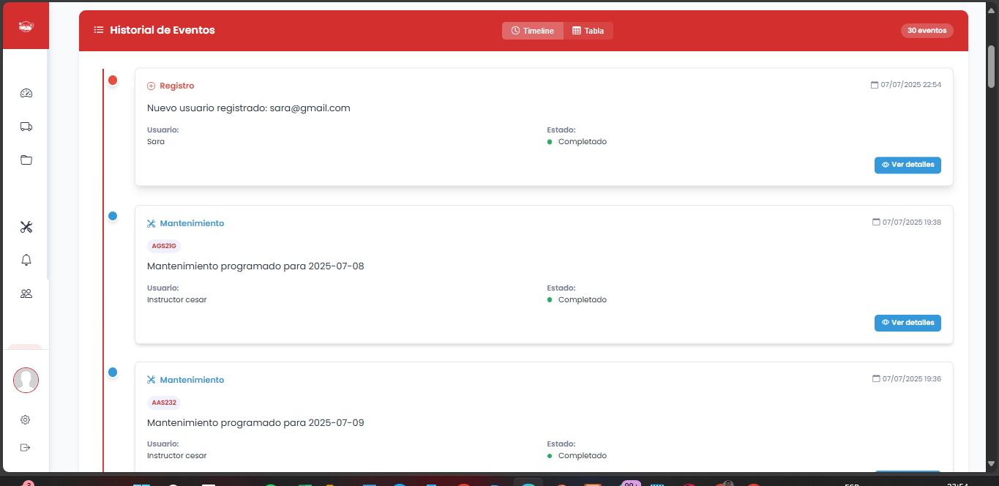 Historial de Eventos
Timeline
Tabla
30 eventos
Registro
07/07/2025 22:54
Nuevo usuario registrado: sara@gmail.com
Usuario:
Estado:
Sara
Completado
Ver detalles
Mantenimiento
07/07/2025 19:38
AGS21G
Mantenimiento programado para 2025-07-08
Usuario:
Estado:
Instructor cesar
Completado
Ver detalles
Mantenimiento
07/07/2025 19:36
AAS232
Mantenimiento programado para 2025-07-09
Usuario:
Estado:
Instructor cesar
Completado